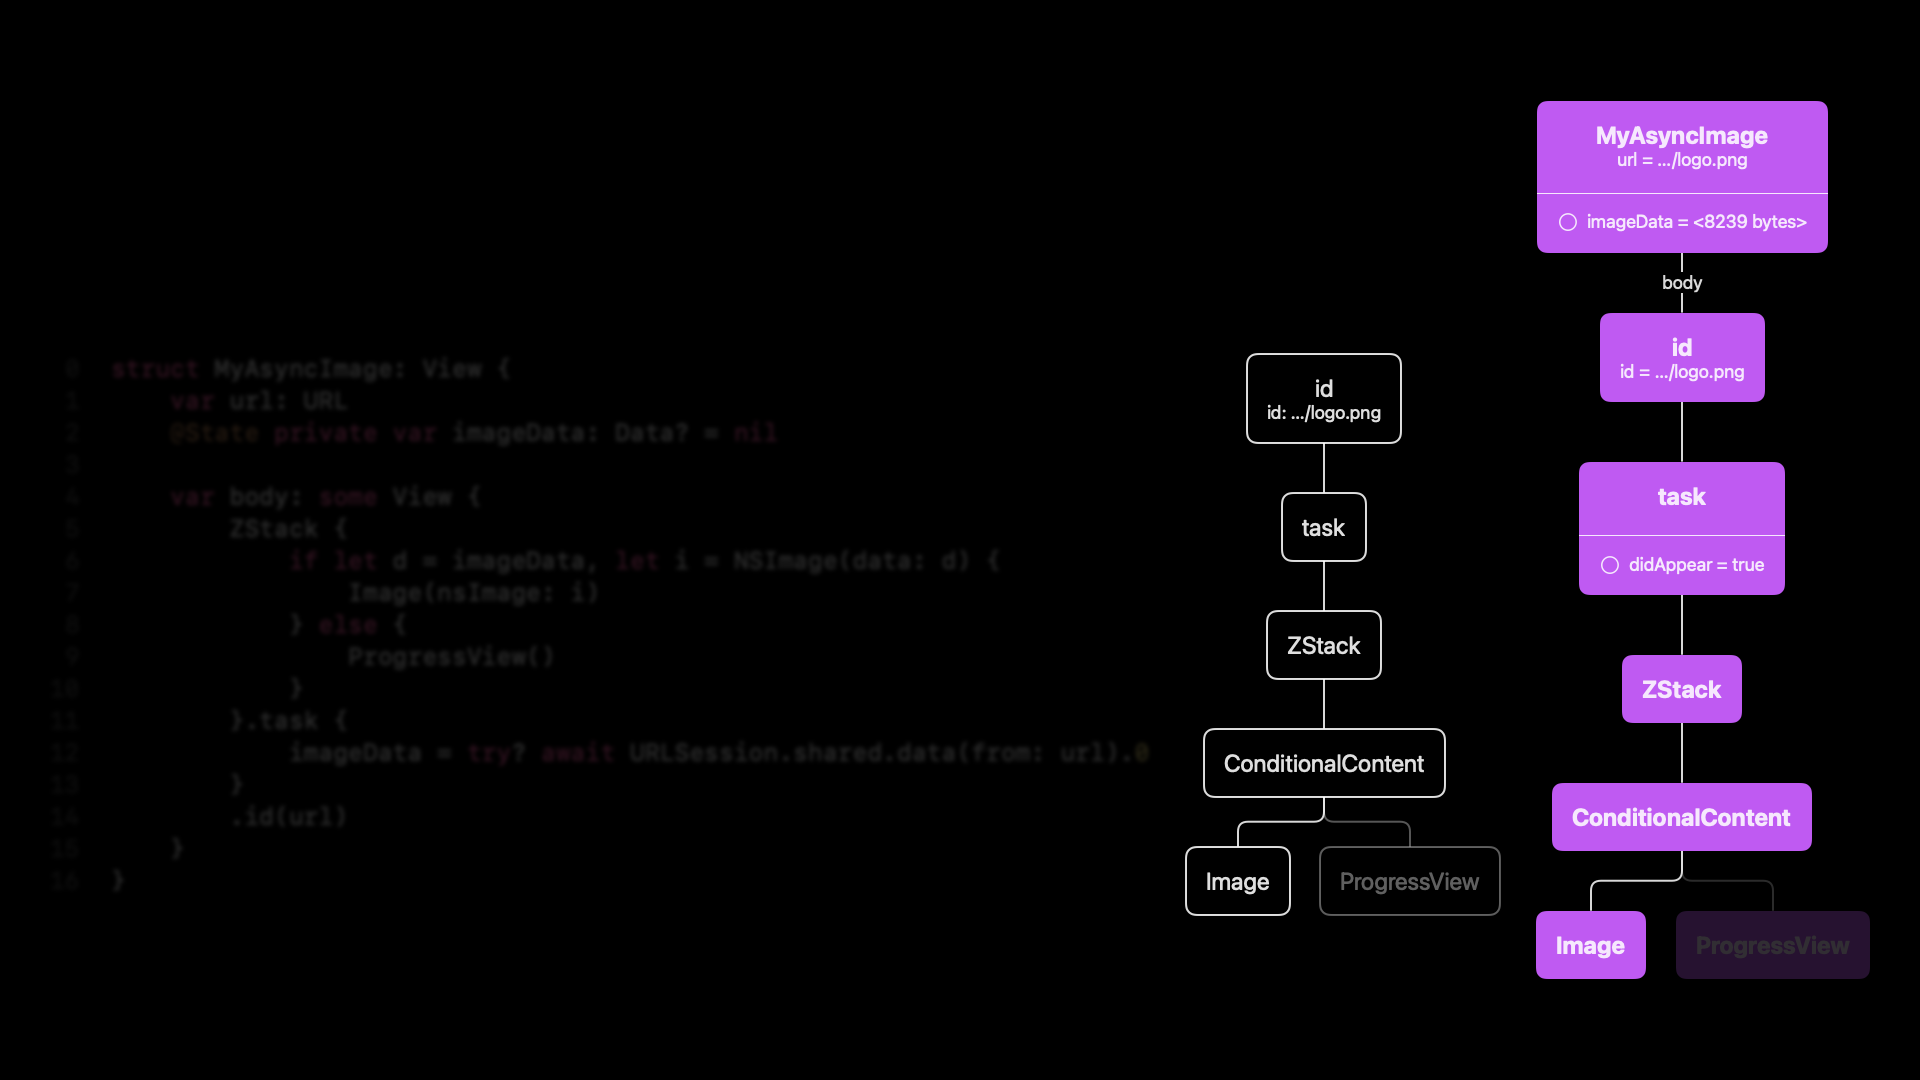 0 struct MyAsyncImage: View {
1 var url: URL
2 @State private var imageData: Data? = nil
3
4 var body: some View {
5 ZStack {
6 if let d = imageData, let i = NSImage(data: d) {
7 Image(nsImage: i)
8 } else {
9 ProgressView()
10 }
11 }.task {
12 imageData = try? await URLSession.shared.data(from: url).0
13 }
14 .id(url)
15 }
16 }
id
id: .../logo.png
task
ZStack
ConditionalContent
Image
ProgressView
MyAsyncImage
url = .../logo.png
imageData = <8239 bytes>
body
id
id = .../logo.png
task
didAppear = true
ZStack
ConditionalContent
Image
ProgressView